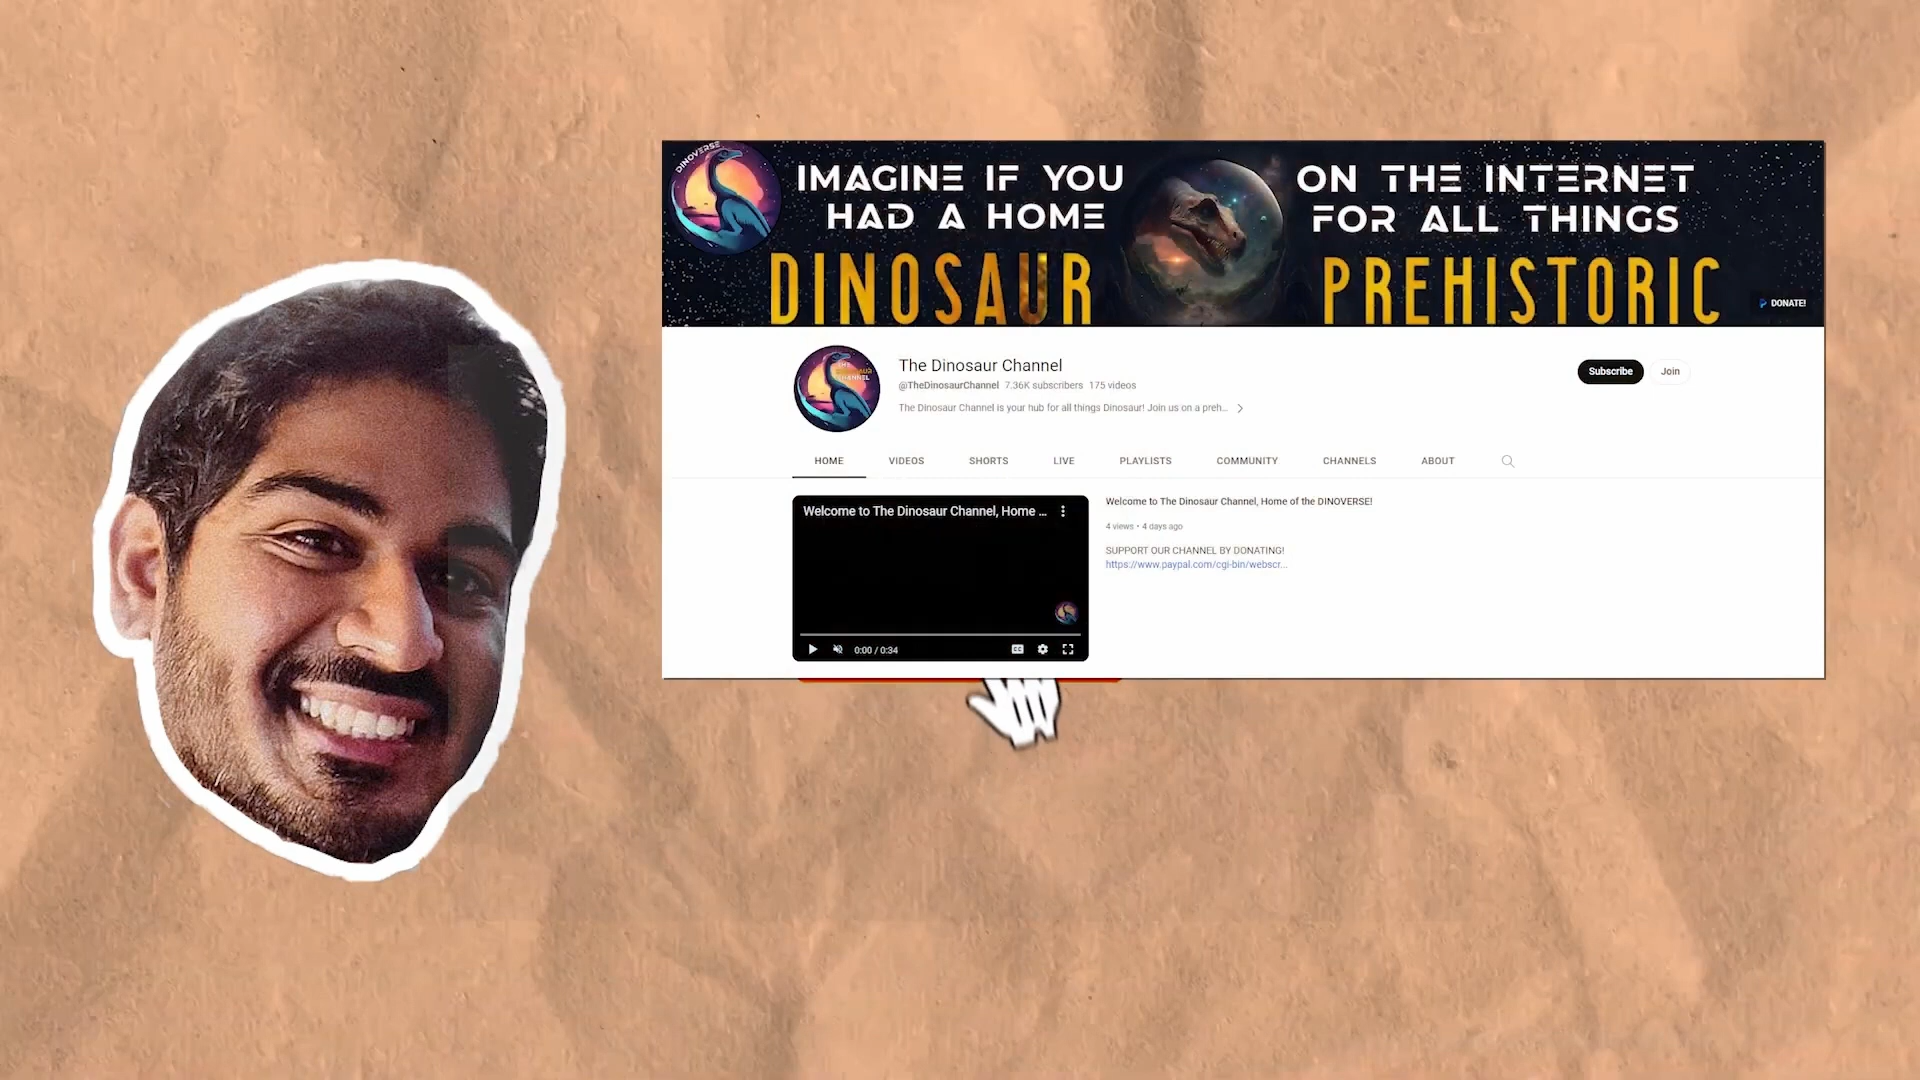 DINOVERSE
IMAGINE IF YOU
HAD A HOME
DINOSAUR
ON THE INTERNET
FOR ALL THINGS
PREHISTORIC
DONATE!
The Dinosaur Channel
@TheDinosaurChannel 7.36K subscribers 175 videos
The Dinosaur Channel is your hub for all things Dinosaur! Join us on a preh...
Subscribe
Join
HOME VIDEOS SHORTS LIVE PLAYLISTS COMMUNITY CHANNELS ABOUT
Welcome to The Dinosaur Channel, Home ...
0:00 / 0:34
CC
Welcome to The Dinosaur Channel, Home of the DINOVERSE!
4 views • 4 days ago
SUPPORT OUR CHANNEL BY DONATING!
https://www.paypal.com/cgi-bin/webscr...